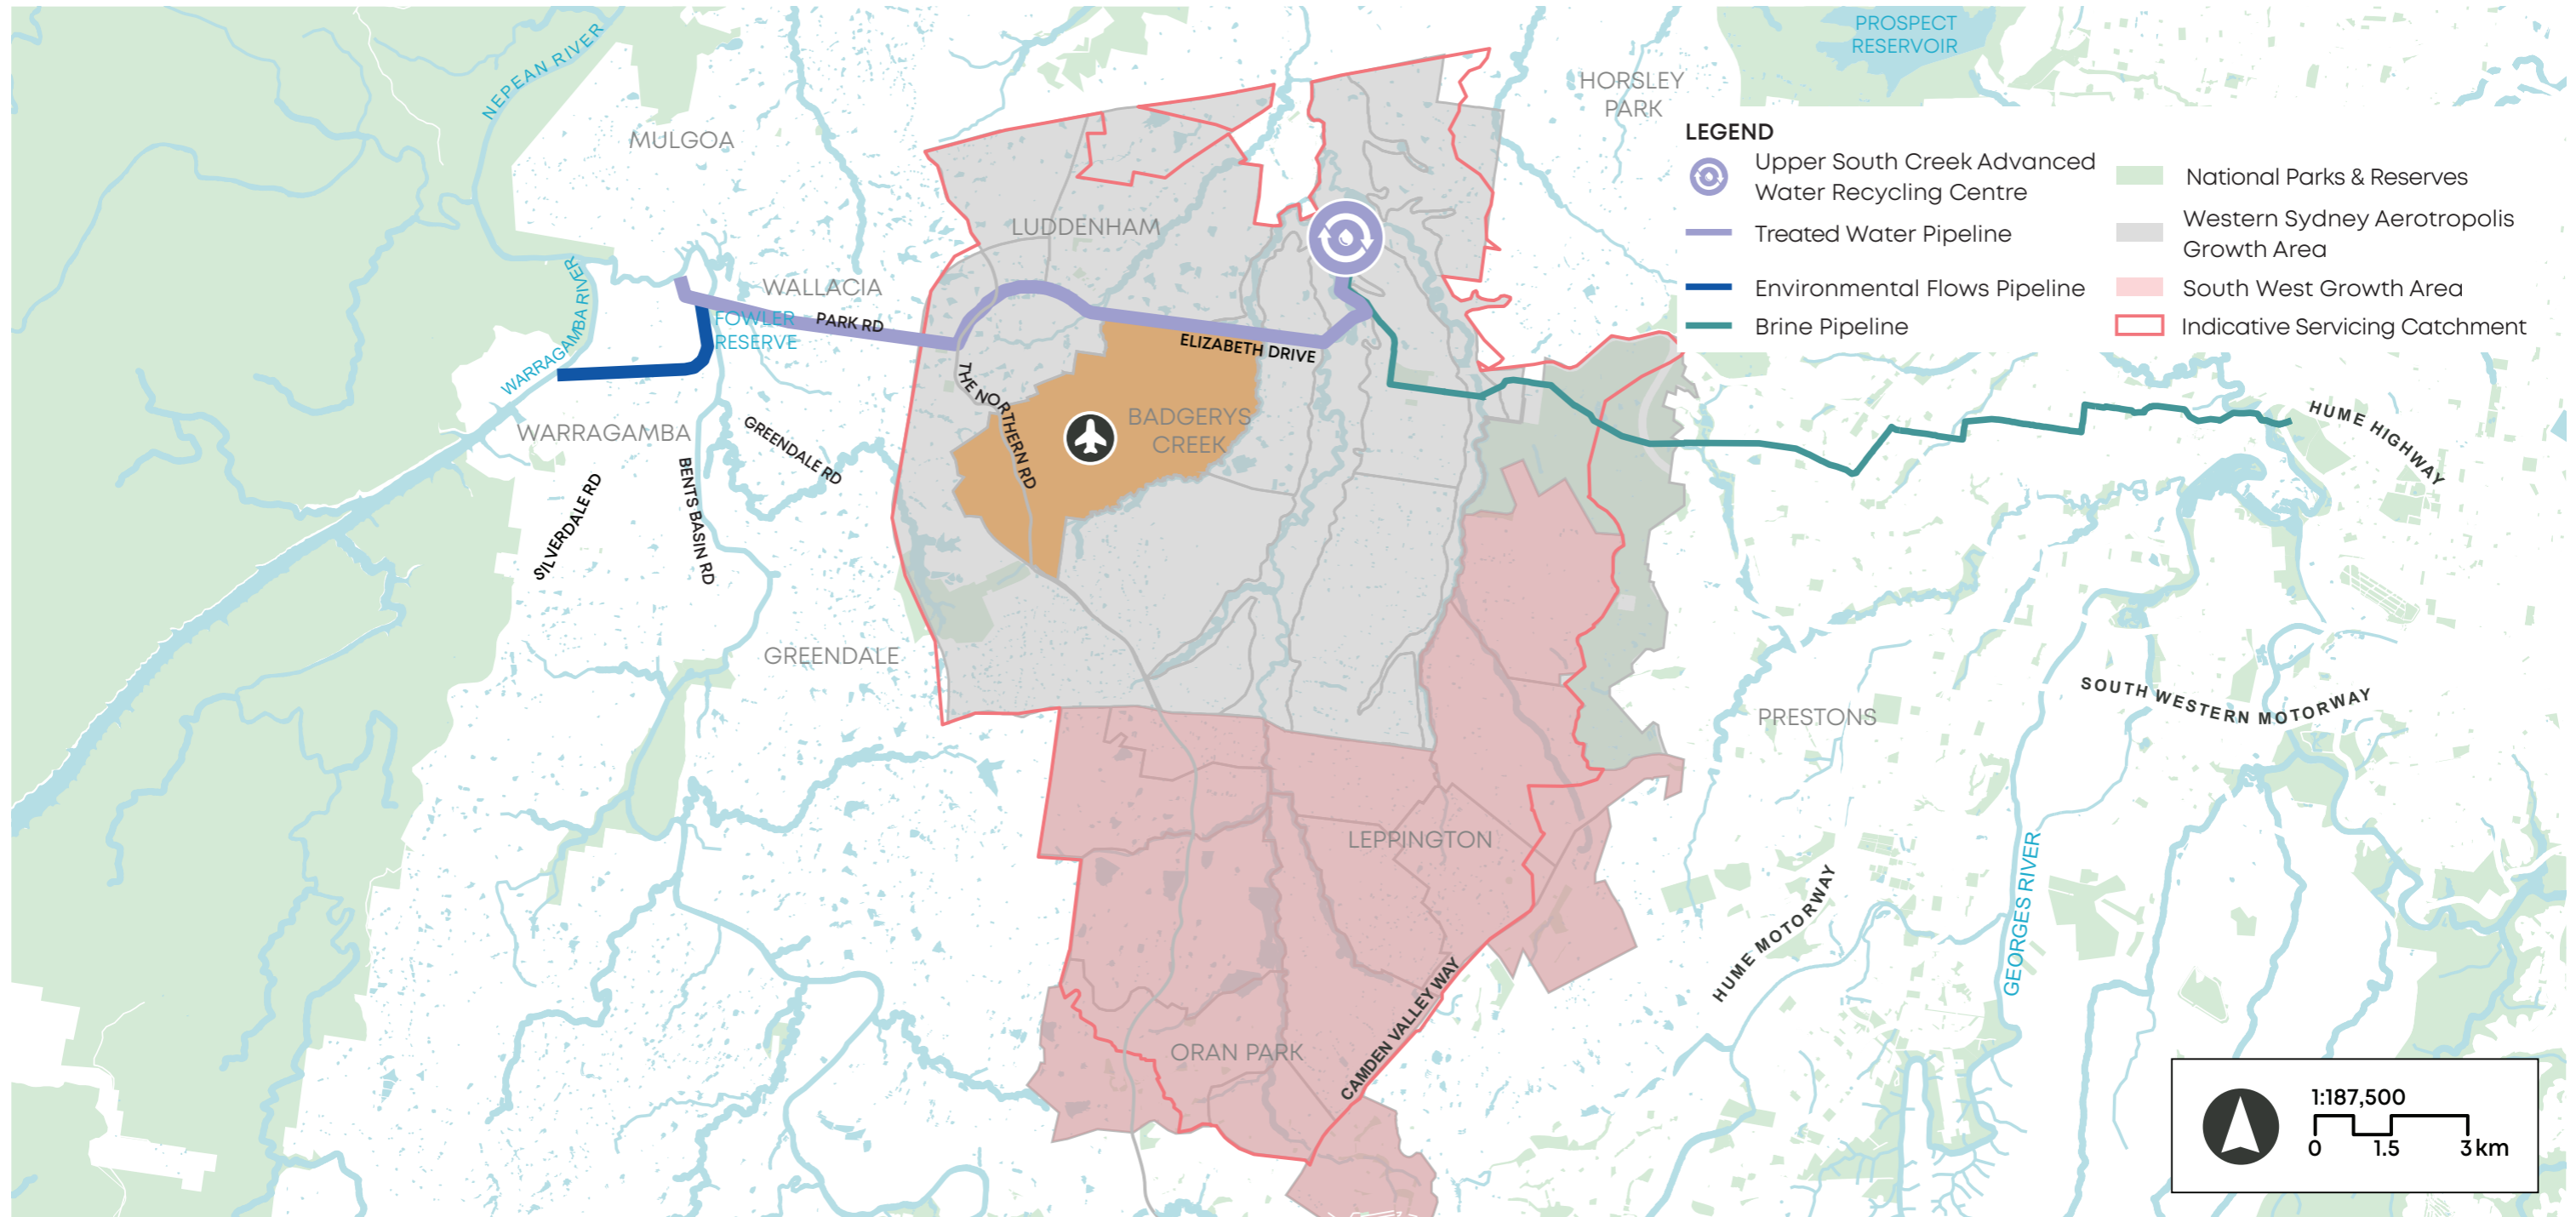 NEPEAN RIVER
MULGOA
HORSLEY
PARK
PROSPECT
RESERVOIR
LEGEND
Upper South Creek Advanced
Water Recycling Centre
Treated Water Pipeline
Environmental Flows Pipeline
Brine Pipeline
National Parks & Reserves
Western Sydney Aerotropolis
Growth Area
South West Growth Area
Indicative Servicing Catchment
LUDDENHAM
WARRAGAMBA RIVER
WALLACIA
FOWLER
RESERVE
PARK RD
ELIZABETH DRIVE
THE NORTHERN RD
BADGERYS
CREEK
WARRAGAMBA
GREENDALE RD
SILVERDALE RD
BENTS BASIN RD
HUME HIGHWAY
GREENDALE
PRESTONS
SOUTH WESTERN MOTORWAY
LEPPINGTON
HUME MOTORWAY
GEORGES RIVER
ORAN PARK
CAMDEN VALLEY WAY
1:187,500
0 1.5 3 km